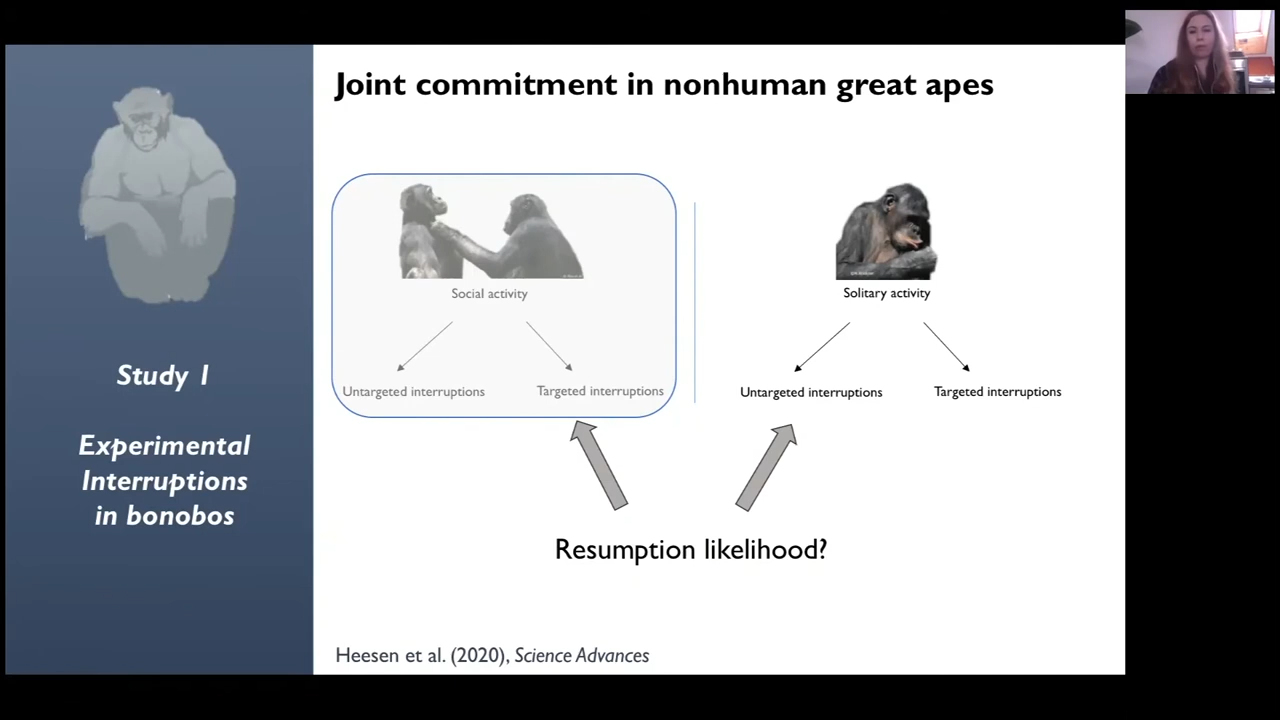 Joint commitment in nonhuman great apes
Study 1
Experimental
Interruptions
in bonobos
Social activity
Untargeted interruptions
Targeted interruptions
Solitary activity
Untargeted interruptions
Targeted interruptions
Resumption likelihood?
Heesen et al. (2020), Science Advances